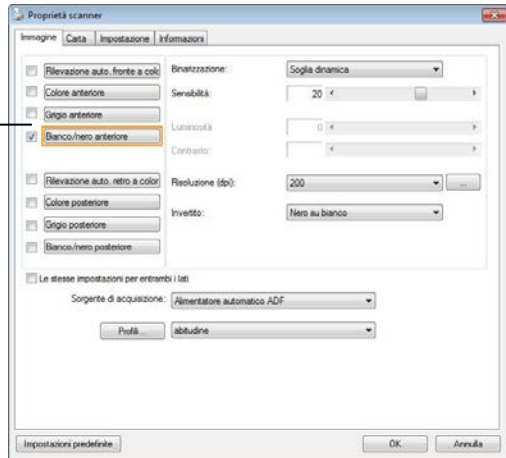 Proprietà scanner
Immagine Carta Impostazione Informazioni
Rilevazione auto. fronte a colo
Colore anteriore
Grigio anteriore
Bianco/nero anteriore
Rilevazione auto. retro a color
Colore posteriore
Grigio posteriore
Bianco/nero posteriore
Binarizzazione: Soglia dinamica
Sensibilità: 20
Luminosità 0
Contrasto:
Risoluzione (dpi): 200 ...
Invertito: Nero su bianco
Le stesse impostazioni per entrambi i lati
Sorgente di acquisizione: Alimentatore automatico ADF
Profili... abitudine
Impostazioni predefinite OK Annulla